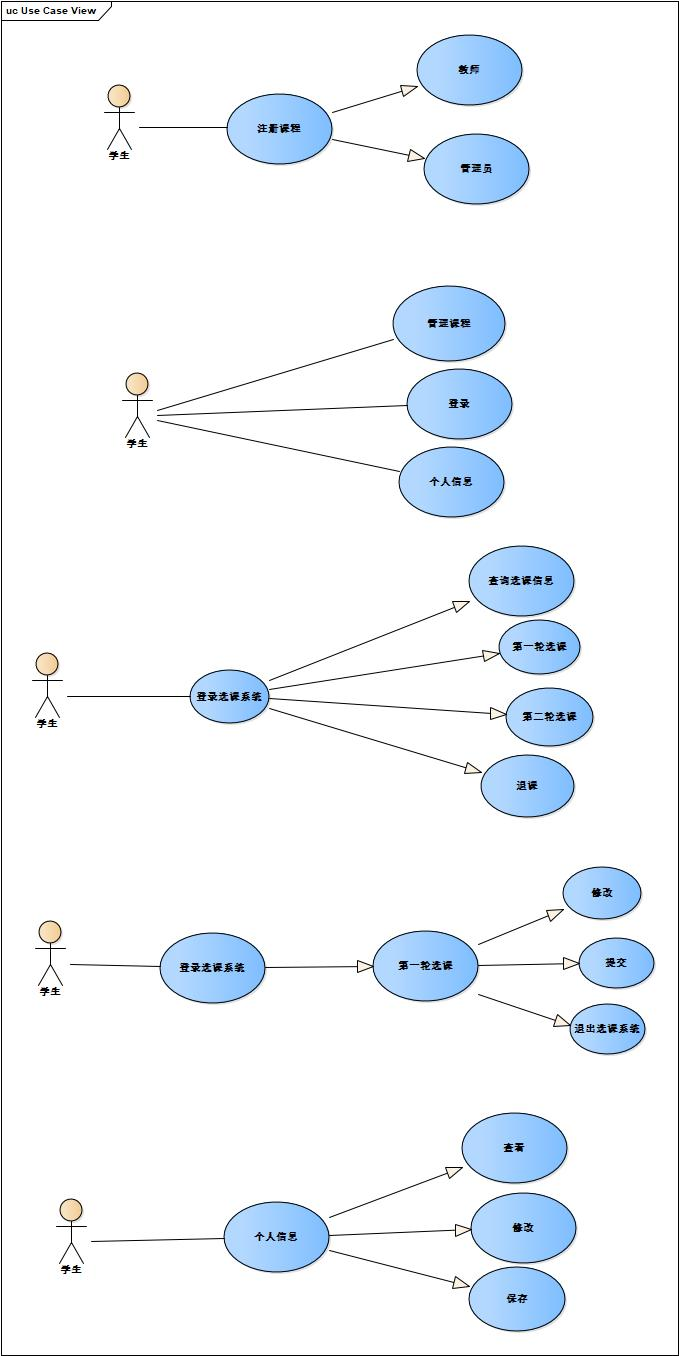 uc Use Case View
教师
学生
注册课程
管理员
管理课程
学生
登录
个人信息
查询选课信息
第一轮选课
学生
登录选课系统
第二轮选课
退课
修改
学生
登录选课系统
第一轮选课
提交
退出选课系统
查看
学生
个人信息
修改
保存